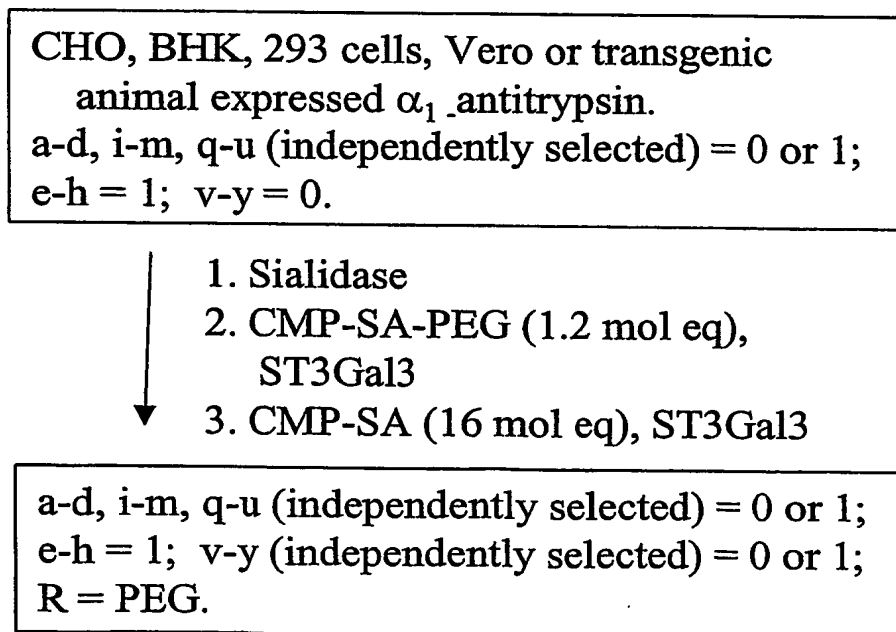 CHO, BHK, 293 cells, Vero or transgenic
animal expressed α₁_antitrypsin.
a-d, i-m, q-u (independently selected) = 0 or 1;
e-h = 1; v-y = 0.
1. Sialidase
2. CMP-SA-PEG (1.2 mol eq),
ST3Gal3
3. CMP-SA (16 mol eq), ST3Gal3
a-d, i-m, q-u (independently selected) = 0 or 1;
e-h = 1; v-y (independently selected) = 0 or 1;
R = PEG.